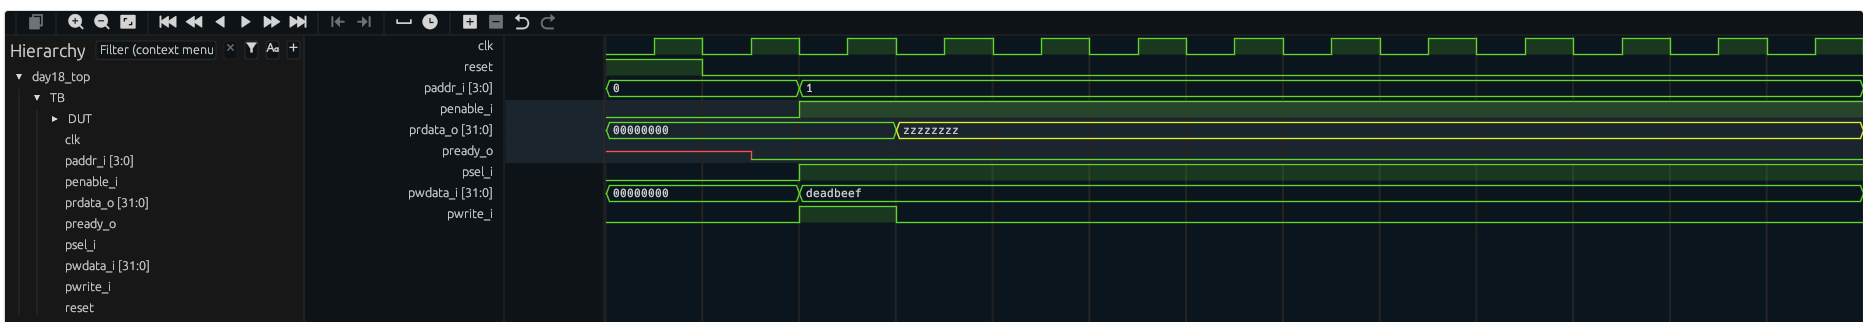 Hierarchy Filter (context menu × Aa +
day18_top
TB
DUT
clk
paddr_i [3:0]
penable_i
prdata_o [31:0]
pready_o
psel_i
pwdata_i [31:0]
pwrite_i
reset
clk
reset
paddr_i [3:0] 0 1
penable_i
prdata_o [31:0] 00000000 zzzzzzzz
pready_o
psel_i
pwdata_i [31:0] 00000000 deadbeef
pwrite_i